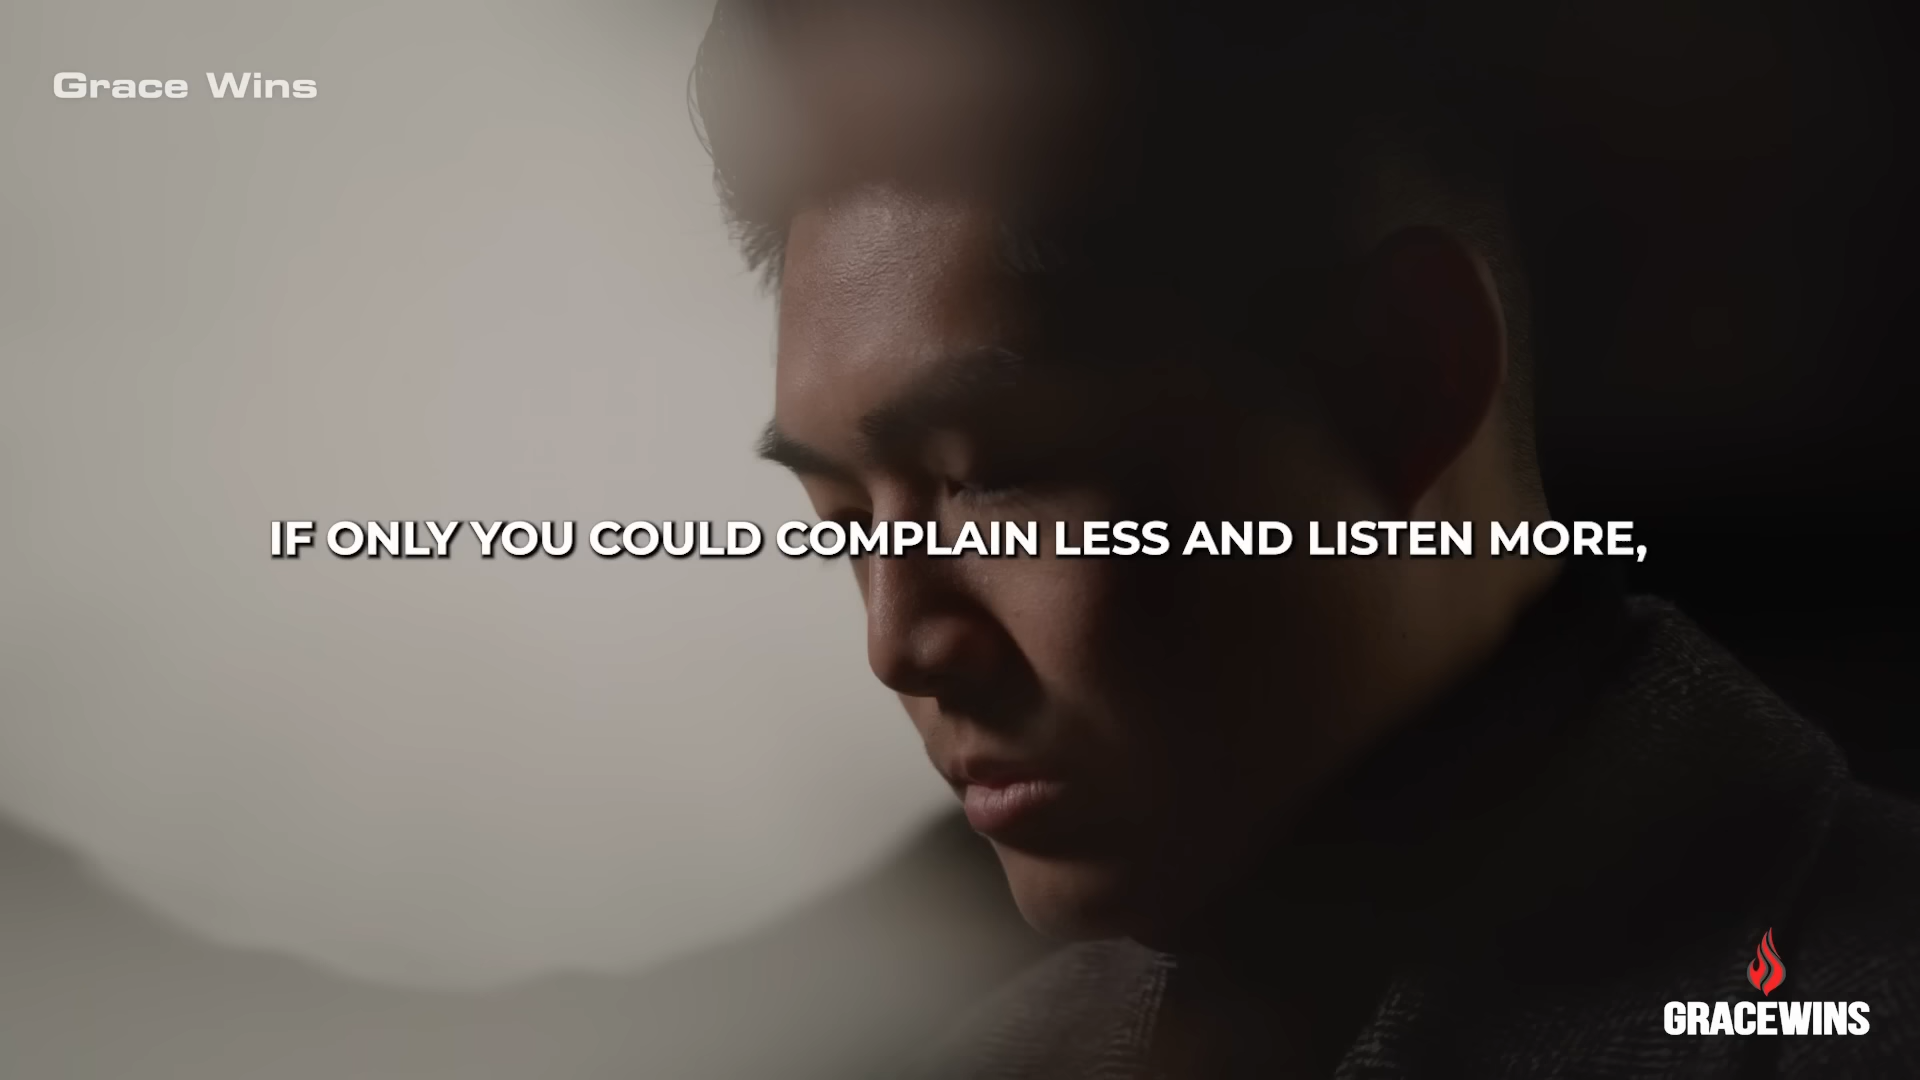 Grace Wins
IF ONLY YOU COULD COMPLAIN LESS AND LISTEN MORE,
GRACEWINS